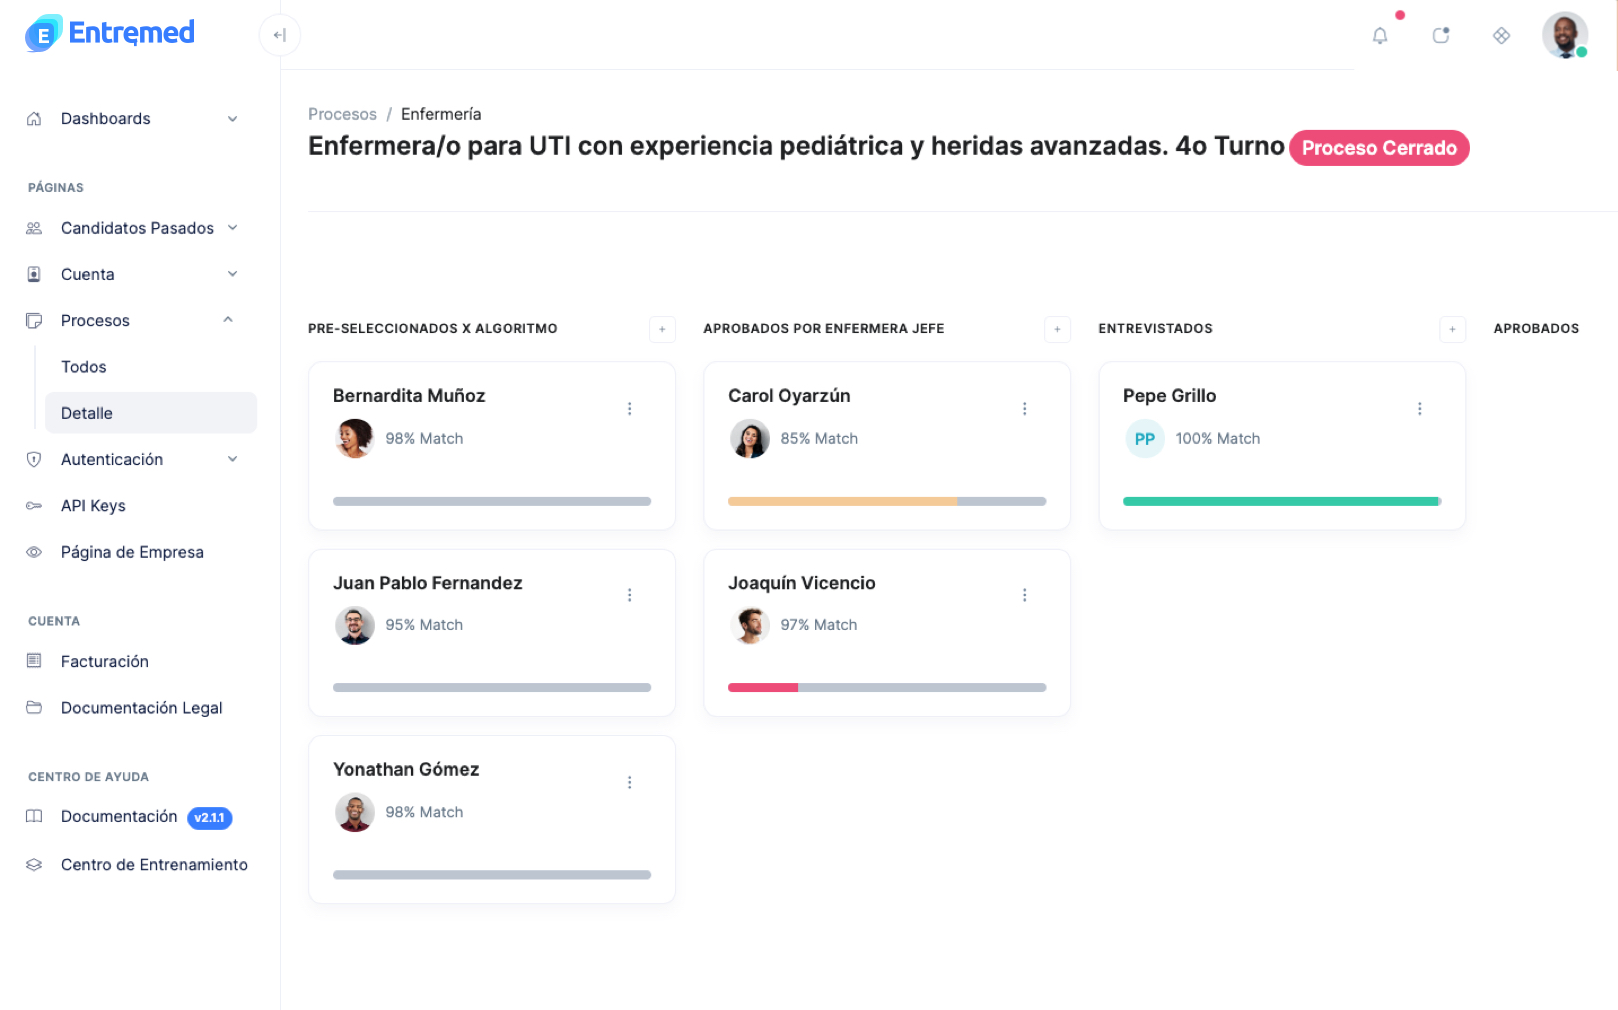 E Entremed
Dashboards
PÁGINAS
Candidatos Pasados
Cuenta
Procesos
Todos
Detalle
Autenticación
API Keys
Página de Empresa
CUENTA
Facturación
Documentación Legal
CENTRO DE AYUDA
Documentación v2.1.1
Centro de Entrenamiento
Procesos / Enfermería
Enfermera/o para UTI con experiencia pediátrica y heridas avanzadas. 4o Turno Proceso Cerrado
PRE-SELECCIONADOS X ALGORITMO
+
Bernardita Muñoz
98% Match
Juan Pablo Fernandez
95% Match
Yonathan Gómez
98% Match
APROBADOS POR ENFERMERA JEFE
+
Carol Oyarzún
85% Match
Joaquín Vicencio
97% Match
ENTREVISTADOS
+
Pepe Grillo
PP 100% Match
APROBADOS